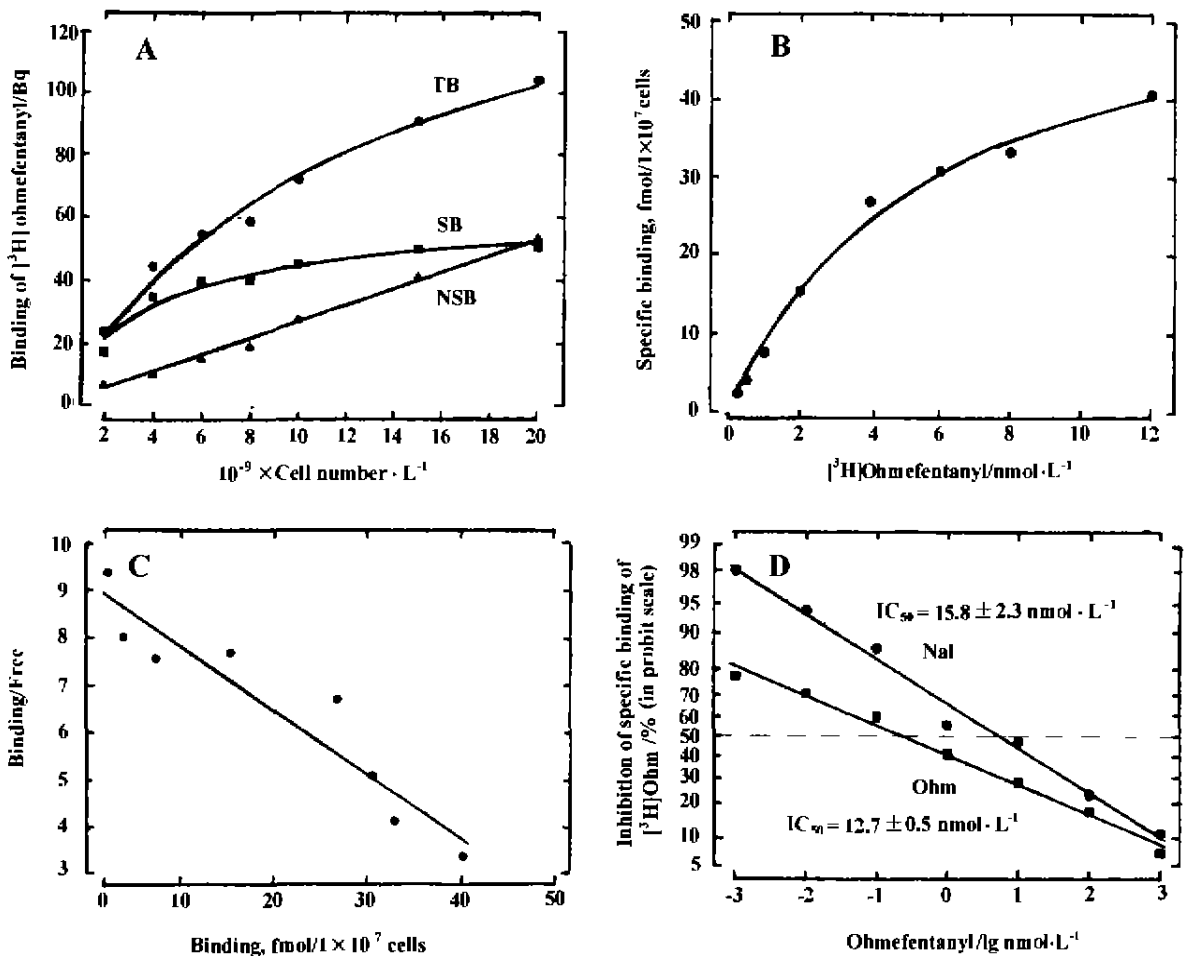 A
Binding of [³H] ohmefentanyl/Bq
120
100
80
60
40
20
0
TB
SB
NSB
2 4 6 8 10 12 14 16 18 20
10⁻⁹ ×Cell number · L⁻¹
B
Specific binding, fmol/1×10⁷ cells
50
40
30
20
10
0
0 2 4 6 8 10 12
[³H]Ohmefentanyl/nmol·L⁻¹
C
Binding/Free
10
9
8
7
6
5
4
3
0 10 20 30 40 50
Binding, fmol/1× 10⁷ cells
D
Inhibition of specific binding of
[³H]Ohm /% (in probit scale)
99
98
95
90
80
70
60
50
40
30
20
10
5
IC₅₀ = 15.8 ± 2.3 nmol · L⁻¹
Nal
Ohm
IC₅₀ = 12.7 ± 0.5 nmol · L⁻¹
-3 -2 -1 0 1 2 3
Ohmefentanyl/lg nmol·L⁻¹